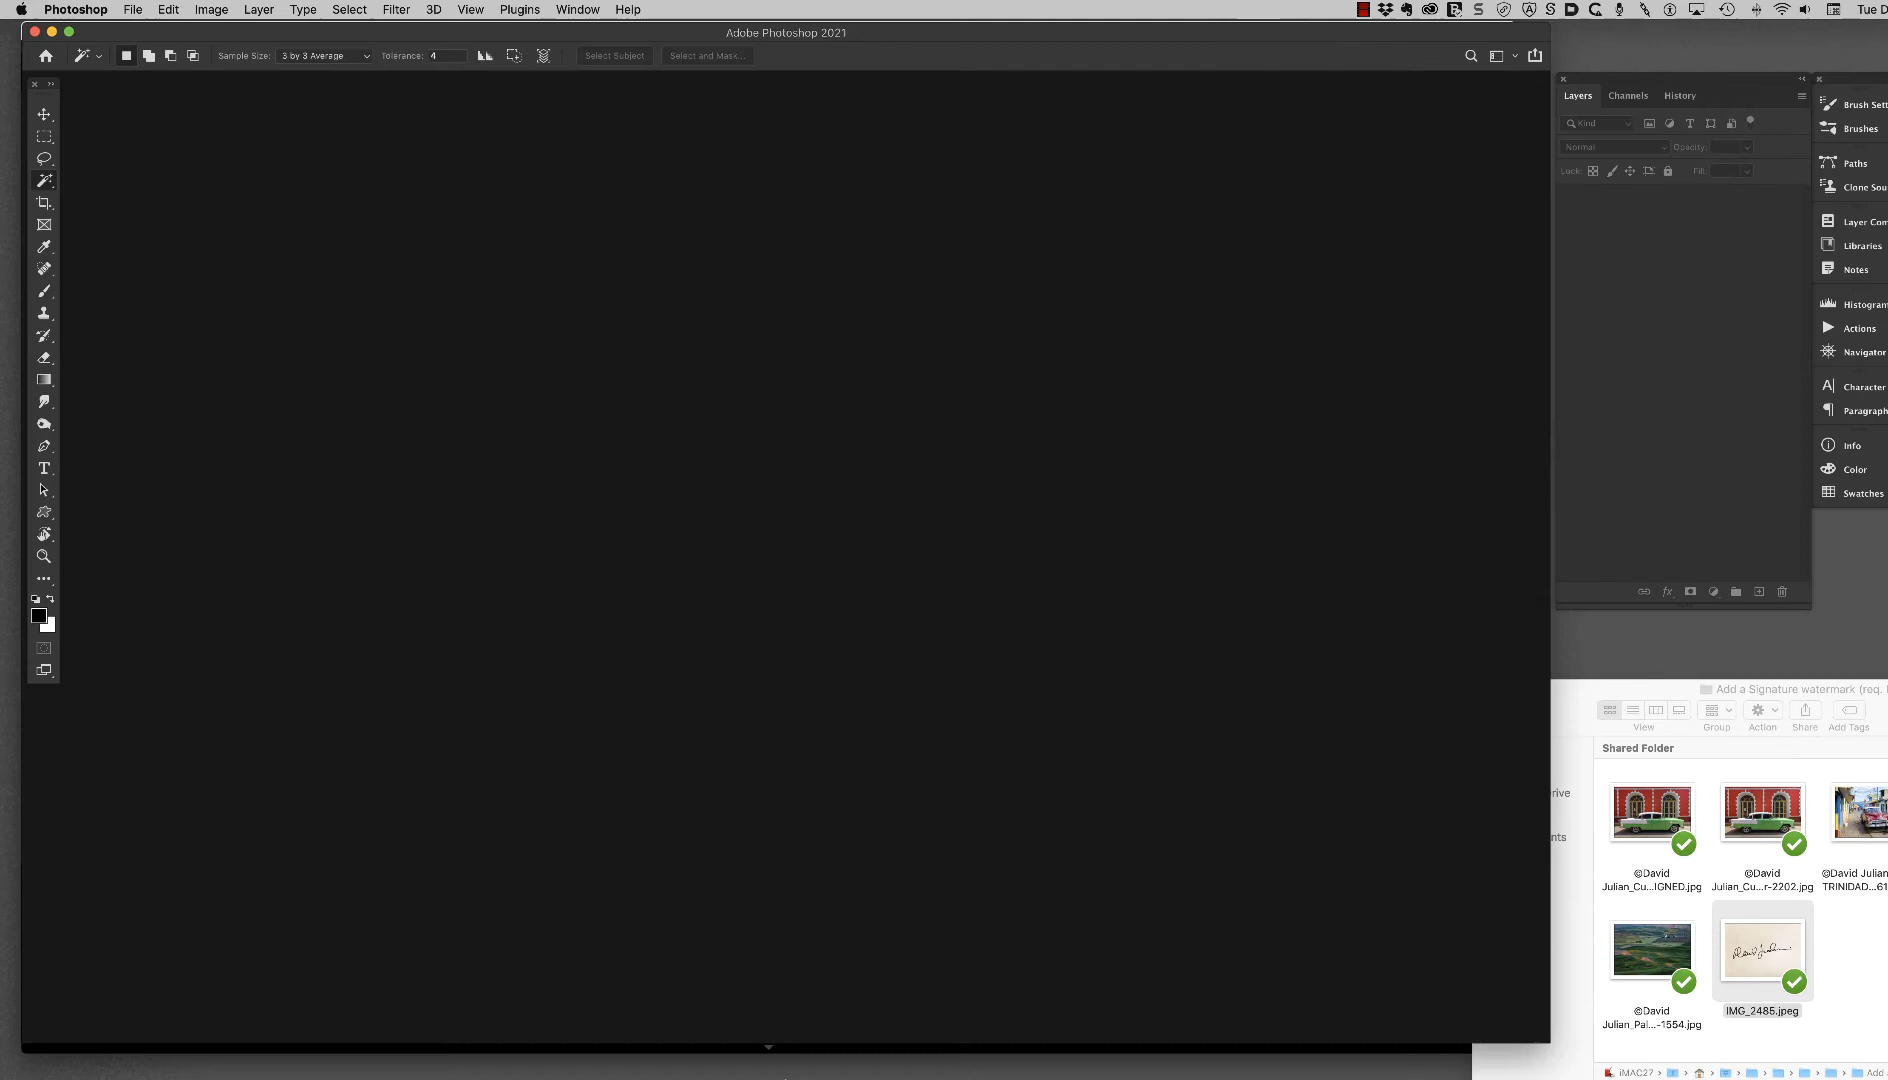 Photoshop File Edit Image Layer Type Select Filter 3D View Plugins Window Help
Tue D
Adobe Photoshop 2021
Sample Size: 3 by 3 Average Tolerance: 4 Select Subject Select and Mask...
Layers Channels History
Kind
Normal Opacity:
Lock: Fill:
Brush Sett
Brushes
Paths
Clone Sou
Layer Com
Libraries
Notes
Histogram
Actions
Navigator
Character
Paragraph
Info
Color
Swatches
Add a Signature watermark (req.
View Group Action Share Add Tags
Shared Folder
erive
nts
©David
Julian_Cu...IGNED.jpg
©David
Julian_Cu...r-2202.jpg
©David Julian
TRINIDAD...61
©David
Julian_Pal...-1554.jpg
David Julian
IMG_2485.jpeg
iMAC27 Add a